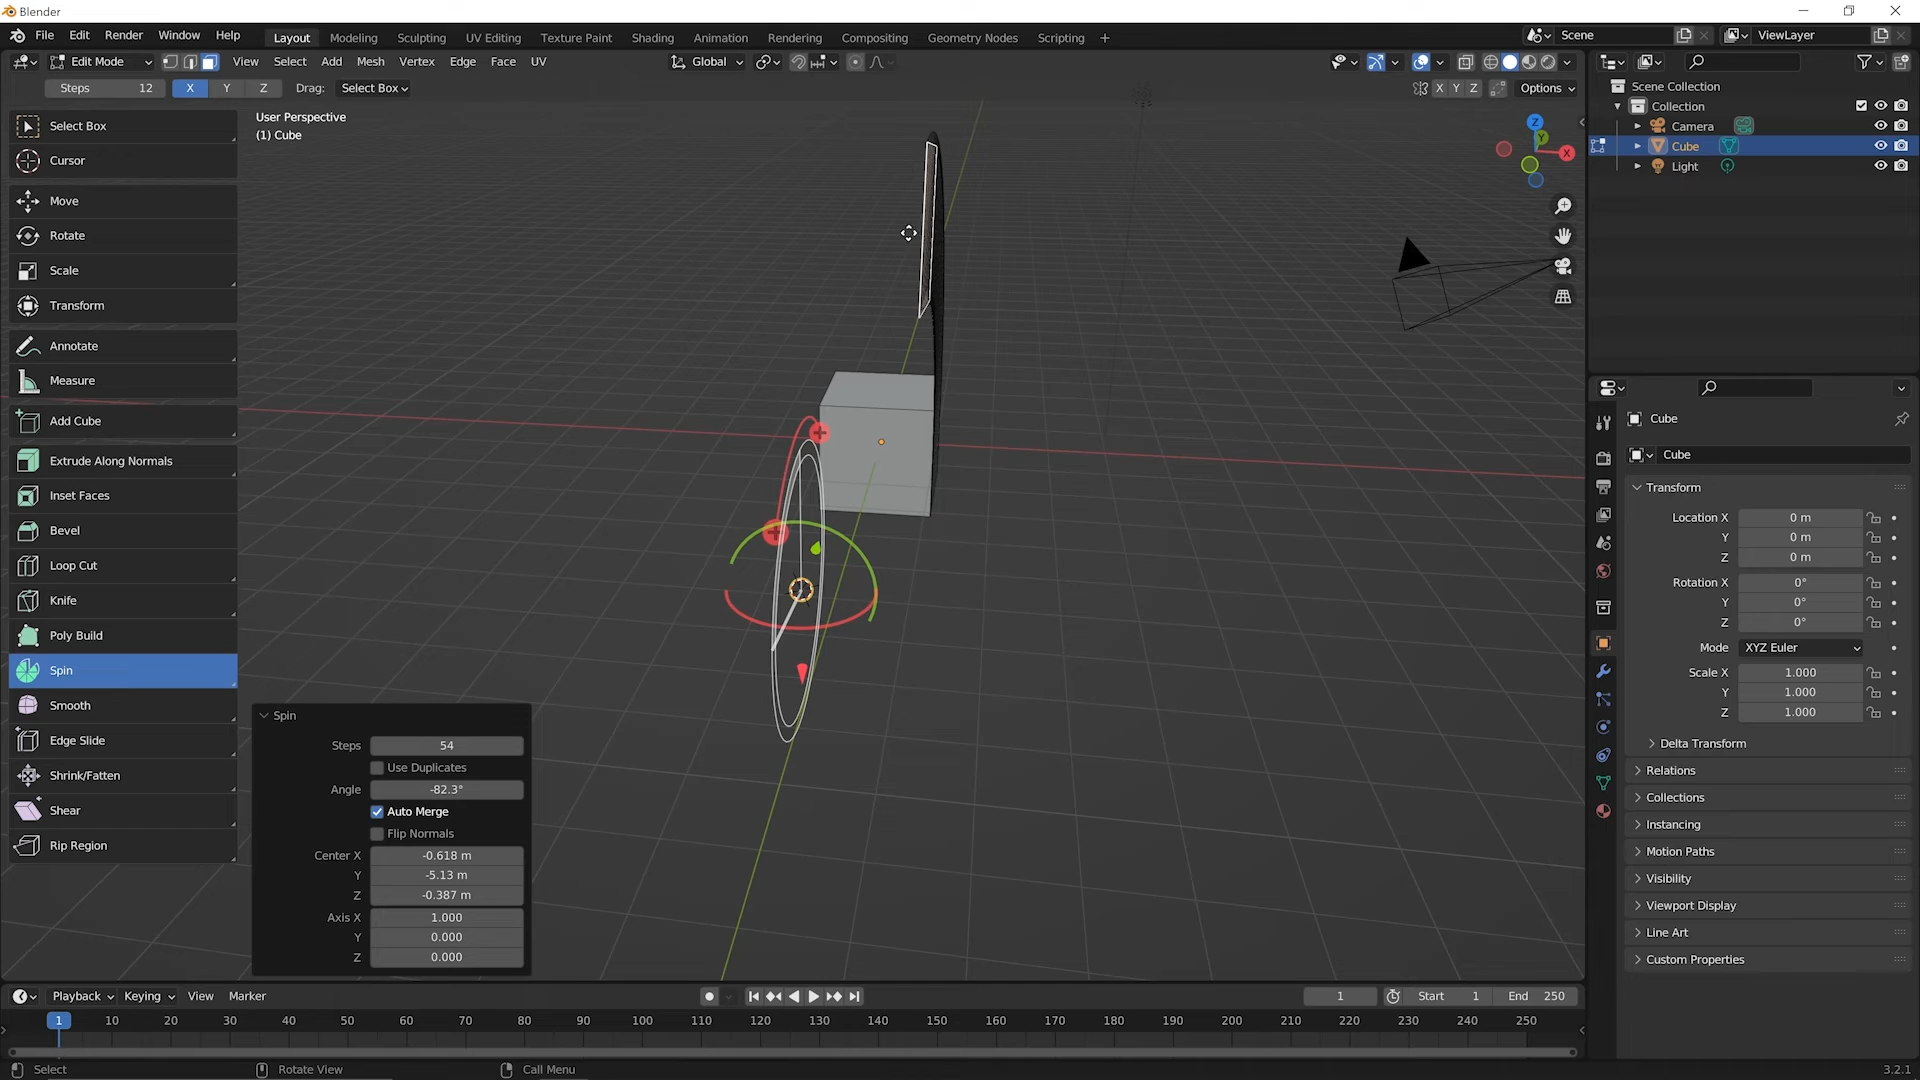 Blender
File Edit Render Window Help
Layout Modeling Sculpting UV Editing Texture Paint Shading Animation Rendering Compositing Geometry Nodes Scripting +
Scene
ViewLayer
Edit Mode View Select Add Mesh Vertex Edge Face UV
Global
Steps 12 X Y Z Drag: Select Box
X Y Z Options
User Perspective
(1) Cube
Z
Y
X
Select Box
Cursor
Move
Rotate
Scale
Transform
Annotate
Measure
Add Cube
Extrude Along Normals
Inset Faces
Bevel
Loop Cut
Knife
Poly Build
Spin
Smooth
Edge Slide
Shrink/Fatten
Shear
Rip Region
Spin
Steps 54
Use Duplicates
Angle -82.3°
Auto Merge
Flip Normals
Center X -0.618 m
Y -5.13 m
Z -0.387 m
Axis X 1.000
Y 0.000
Z 0.000
Scene Collection
Collection
Camera
Cube
Light
Cube
Cube
Transform
Location X 0 m
Y 0 m
Z 0 m
Rotation X 0°
Y 0°
Z 0°
Mode XYZ Euler
Scale X 1.000
Y 1.000
Z 1.000
Delta Transform
Relations
Collections
Instancing
Motion Paths
Visibility
Viewport Display
Line Art
Custom Properties
Playback Keying View Marker
1 Start 1 End 250
1 10 20 30 40 50 60 70 80 90 100 110 120 130 140 150 160 170 180 190 200 210 220 230 240 250
Select Rotate View Call Menu
3.2.1